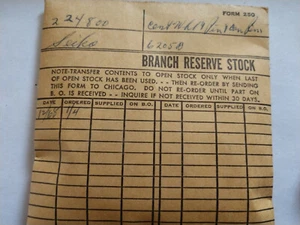 FORM 250
224800
Seiko 6205B
BRANCH RESERVE STOCK
NOTE-TRANSFER CONTENTS TO OPEN STOCK ONLY WHEN LAST
OF OPEN STOCK HAS BEEN USED. - - THEN RE-ORDER BY SENDING
THIS FORM TO CHICAGO. DO NOT RE-ORDER UNTIL PART ON
B. O. IS RECEIVED - - INQUIRE IF NOT RECEIVED WITHIN 30 DAYS.
DATE ORDERED SUPPLIED ON B.O. DATE ORDERED SUPPLIED ON B.O.